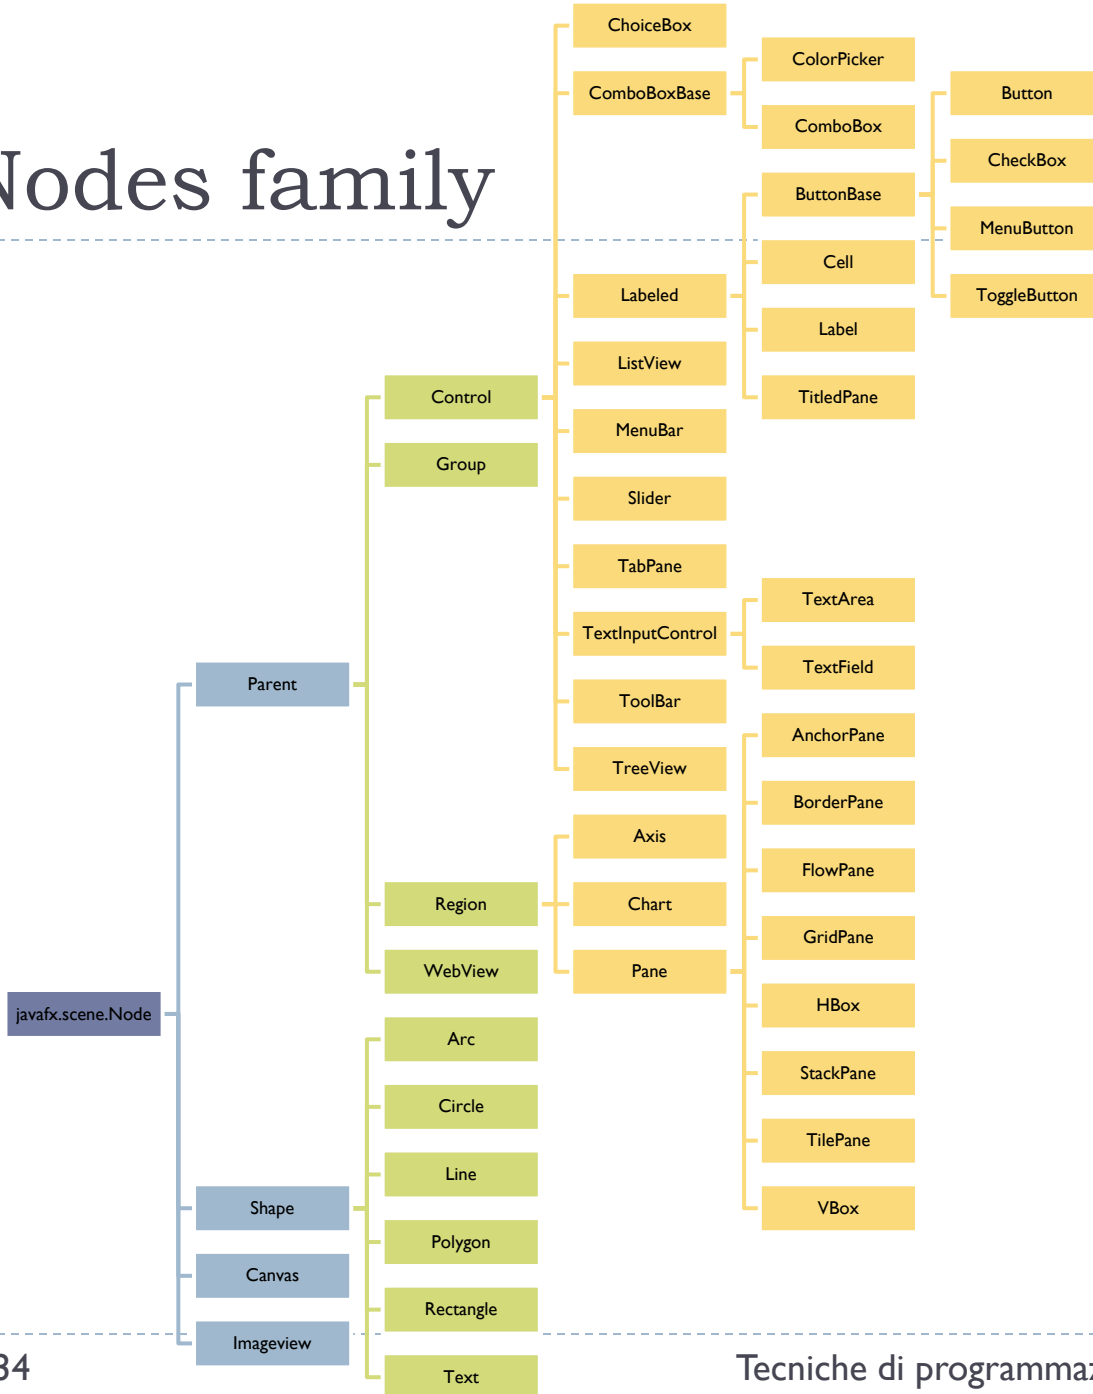 Nodes family
javafx.scene.Node
Parent
Control
ChoiceBox
ComboBoxBase
ColorPicker
ComboBox
Labeled
ButtonBase
Button
CheckBox
MenuButton
ToggleButton
Cell
Label
TitledPane
ListView
MenuBar
Slider
TabPane
TextInputControl
TextArea
TextField
ToolBar
TreeView
Group
Region
Axis
Chart
Pane
AnchorPane
BorderPane
FlowPane
GridPane
HBox
StackPane
TilePane
VBox
WebView
Shape
Arc
Circle
Line
Polygon
Rectangle
Text
Canvas
Imageview
34
Tecniche di